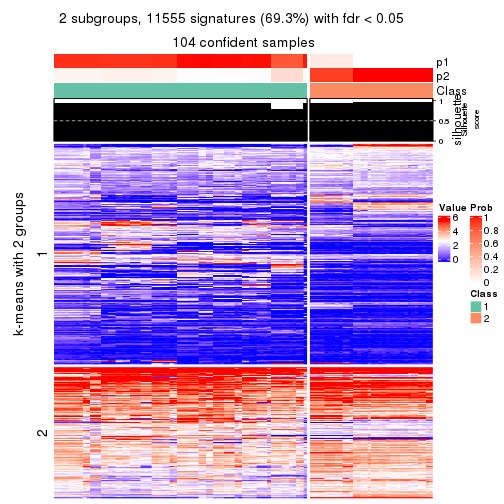 2 subgroups, 11555 signatures (69.3%) with fdr < 0.05
104 confident samples
p1
p2
Class
1
0.5
0
silhouette
Silhouette
score
k-means with 2 groups
1
2
Value
6
4
2
0
Prob
1
0.8
0.6
0.4
0.2
0
Class
1
2